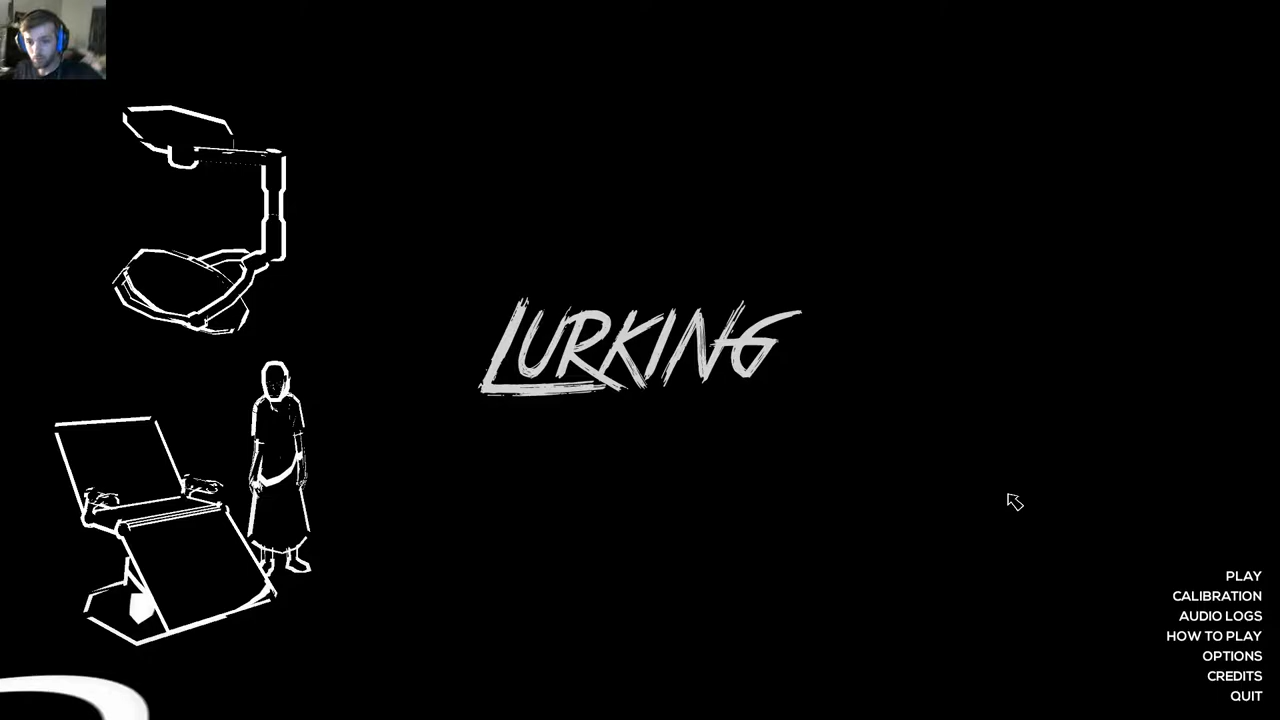 LURKING
PLAY
CALIBRATION
AUDIO LOGS
HOW TO PLAY
OPTIONS
CREDITS
QUIT